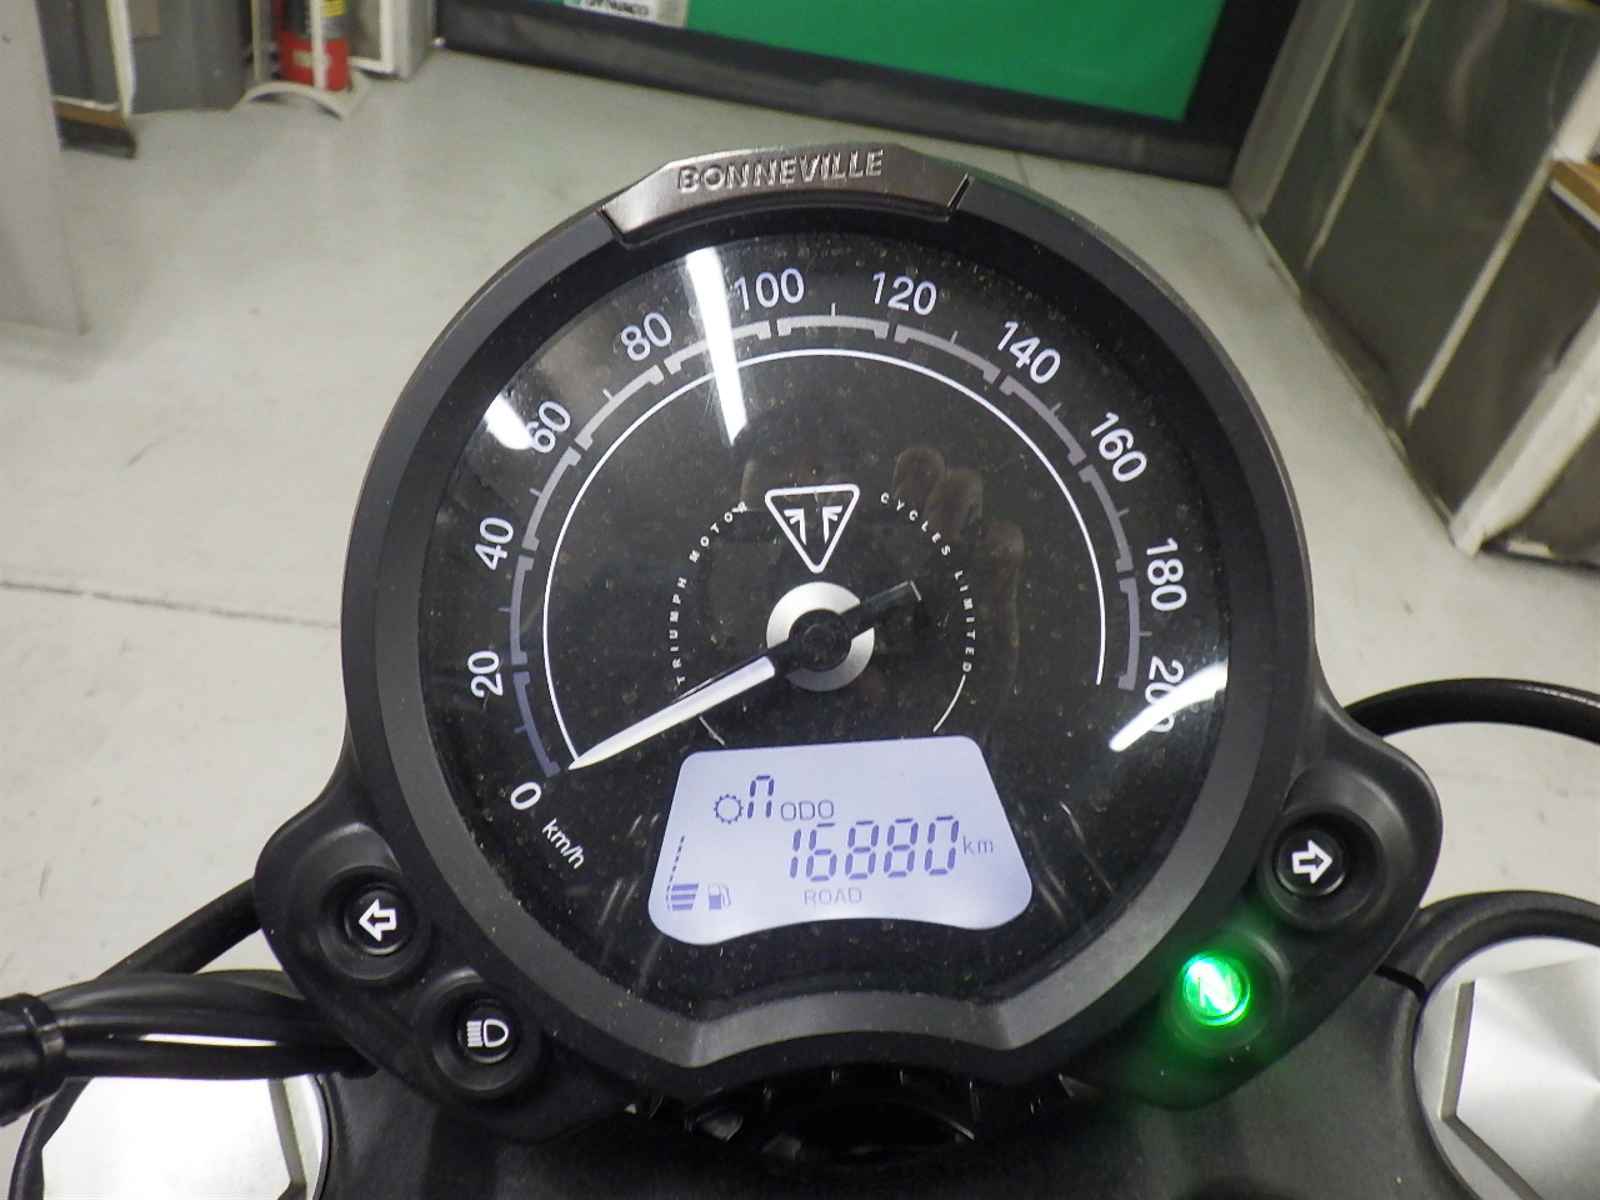 BONNEVILLE
0
20
40
60
80
100
120
140
160
180
200
km/h
TRIUMPH MOTOR CYCLES LIMITED
n ODO
16880 km
ROAD
N